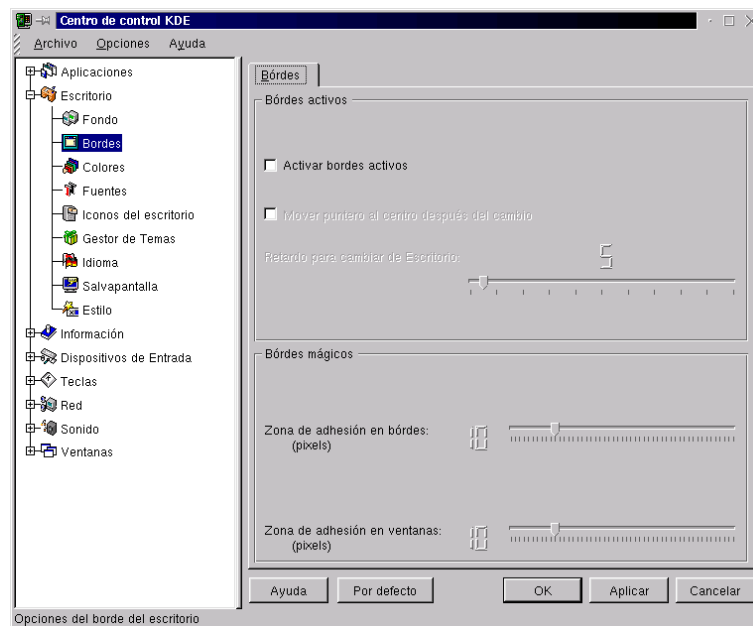 Centro de control KDE
Archivo Opciones Ayuda
Aplicaciones
Escritorio
Fondo
Bordes
Colores
Fuentes
Iconos del escritorio
Gestor de Temas
Idioma
Salvapantalla
Estilo
Información
Dispositivos de Entrada
Teclas
Red
Sonido
Ventanas
Bórdes
Bórdes activos
Activar bordes activos
Mover puntero al centro después del cambio
Retardo para cambiar de Escritorio: 5
Bórdes mágicos
Zona de adhesión en bórdes: 10
(pixels)
Zona de adhesión en ventanas: 10
(pixels)
Ayuda Por defecto OK Aplicar Cancelar
Opciones del borde del escritorio